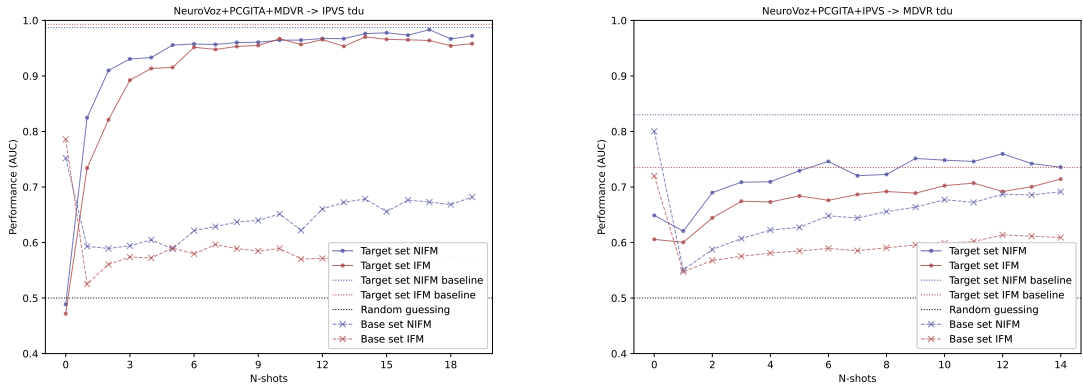 NeuroVoz+PCGITA+MDVR -> IPVS tdu
1.0
0.9
0.8
0.7
0.6
0.5
0.4
Performance (AUC)
Target set NIFM
Target set IFM
Target set NIFM baseline
Target set IFM baseline
Random guessing
Base set NIFM
Base set IFM
0 3 6 9 12 15 18
N-shots
NeuroVoz+PCGITA+IPVS -> MDVR tdu
1.0
0.9
0.8
0.7
0.6
0.5
0.4
Performance (AUC)
Target set NIFM
Target set IFM
Target set NIFM baseline
Target set IFM baseline
Random guessing
Base set NIFM
Base set IFM
0 2 4 6 8 10 12 14
N-shots